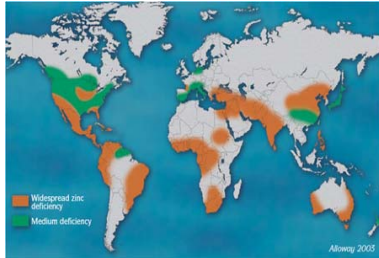 Widespread zinc
deficiency
Medium deficiency
Alloway 2003